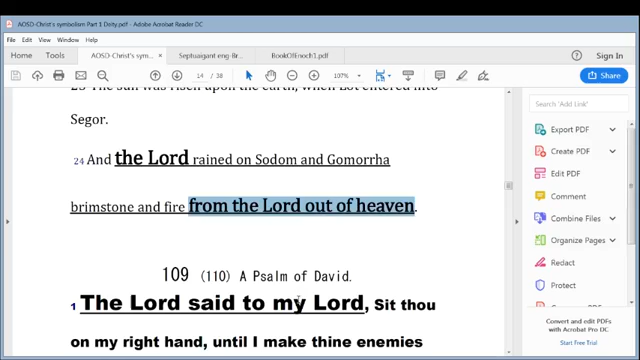 AOSD-Christ's symbolism Part 1 Deity.pdf - Adobe Acrobat Reader DC
File Edit View Window Help
Home Tools AOSD-Christ's sym... × Septuaigant eng-Br... BookOfEnoch1.pdf Sign In
14 / 38 107% Share
25 The sun was risen upon the earth, when Lot entered into
Segor.
24 And the Lord rained on Sodom and Gomorrha
brimstone and fire from the Lord out of heaven.
109 (110) A Psalm of David.
1 The Lord said to my Lord, Sit thou
on my right hand, until I make thine enemies
Search 'Add Link'
Export PDF
Create PDF
Edit PDF
Comment
Combine Files
Organize Pages
Redact
Protect
Convert and edit PDFs
with Acrobat Pro DC
Start Free Trial